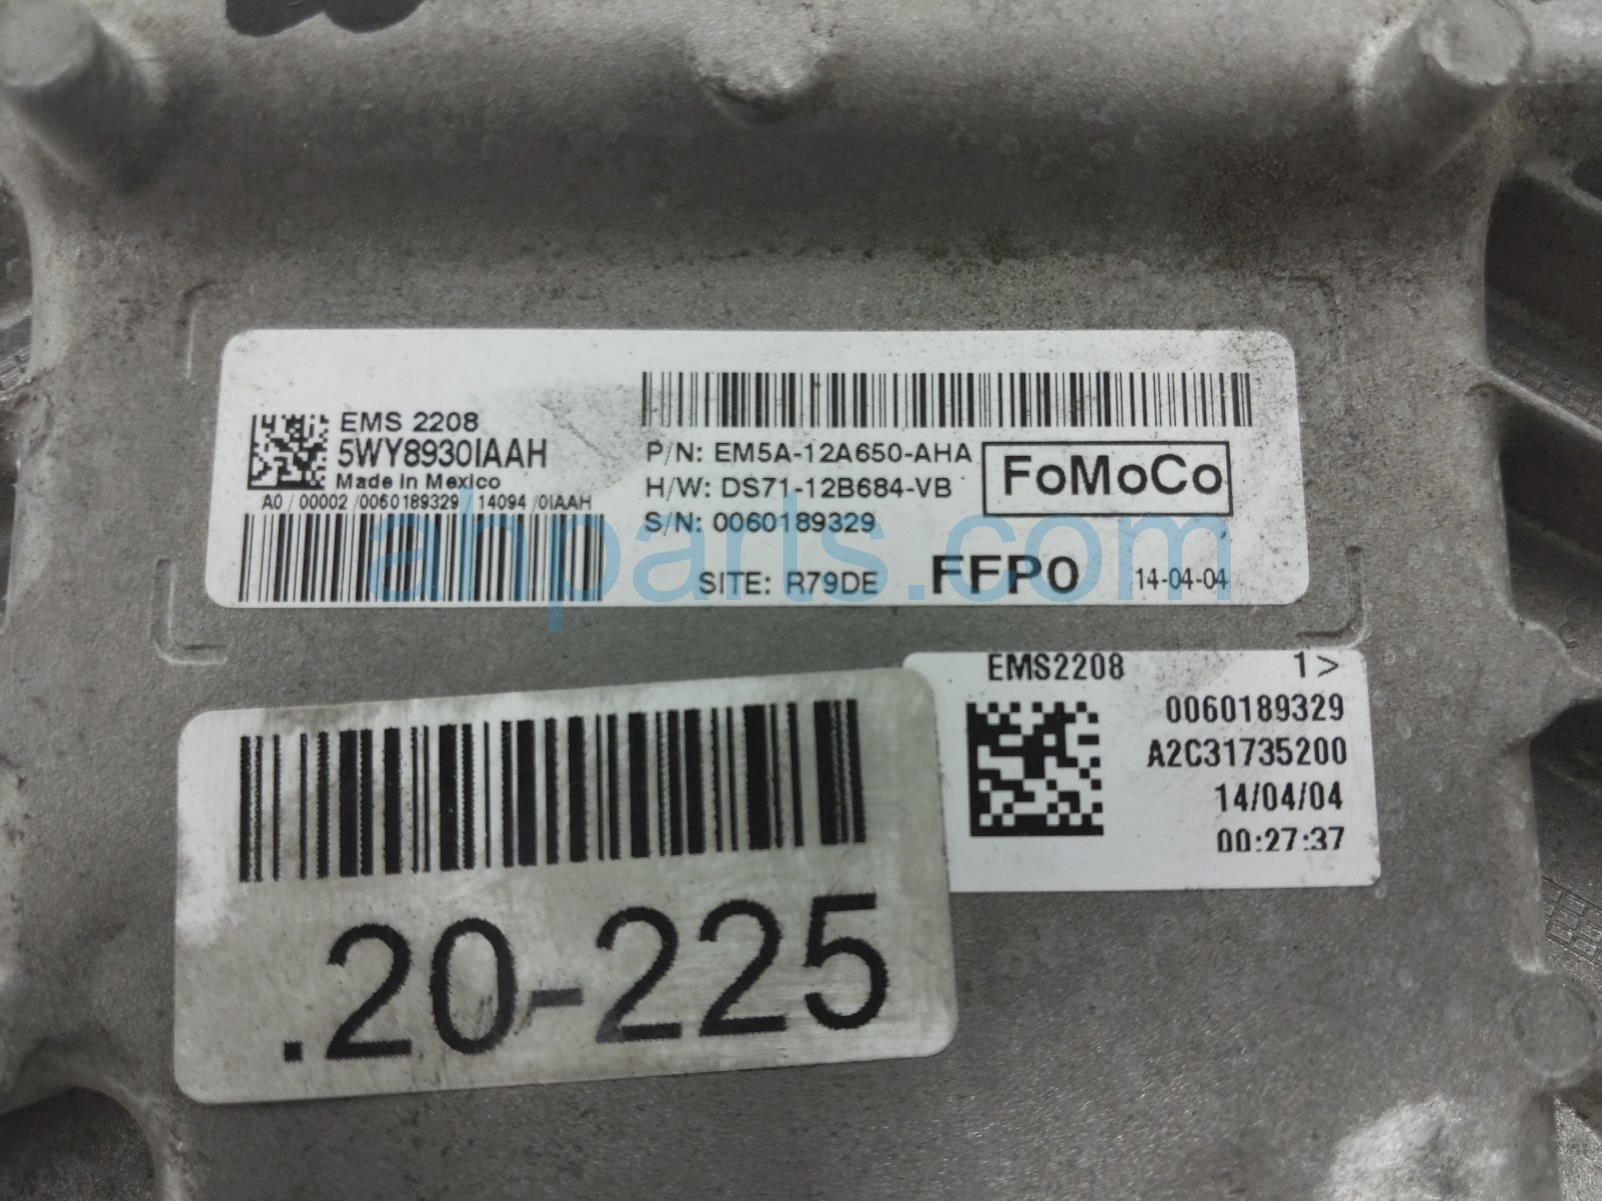 EMS 2208
5WY8930IAAH
Made in Mexico
A0 / 00002 / 0060189329 14094 / 0IAAH
P/N: EM5A-12A650-AHA
H/W: DS71-12B684-VB
S/N: 0060189329
FoMoCo
SITE: R79DE FFP0 14-04-04
ahparts.com
EMS2208 1>
0060189329
A2C31735200
14/04/04
00:27:37
.20-225